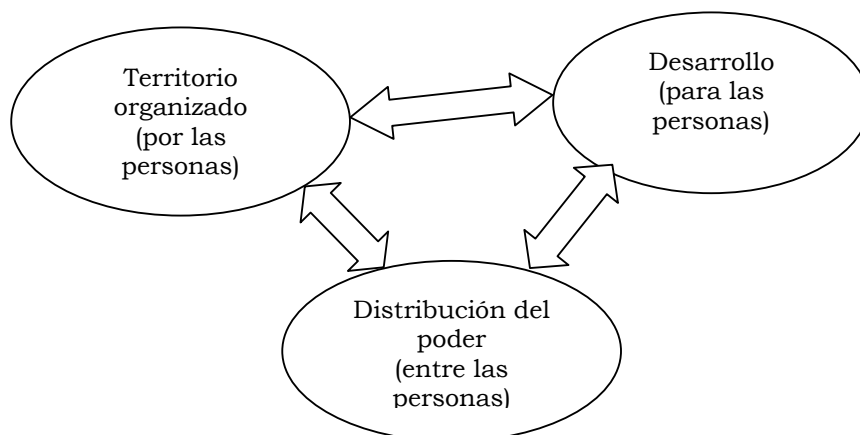 Territorio
organizado
(por las
personas)
Desarrollo
(para las
personas)
Distribución del
poder
(entre las
personas)